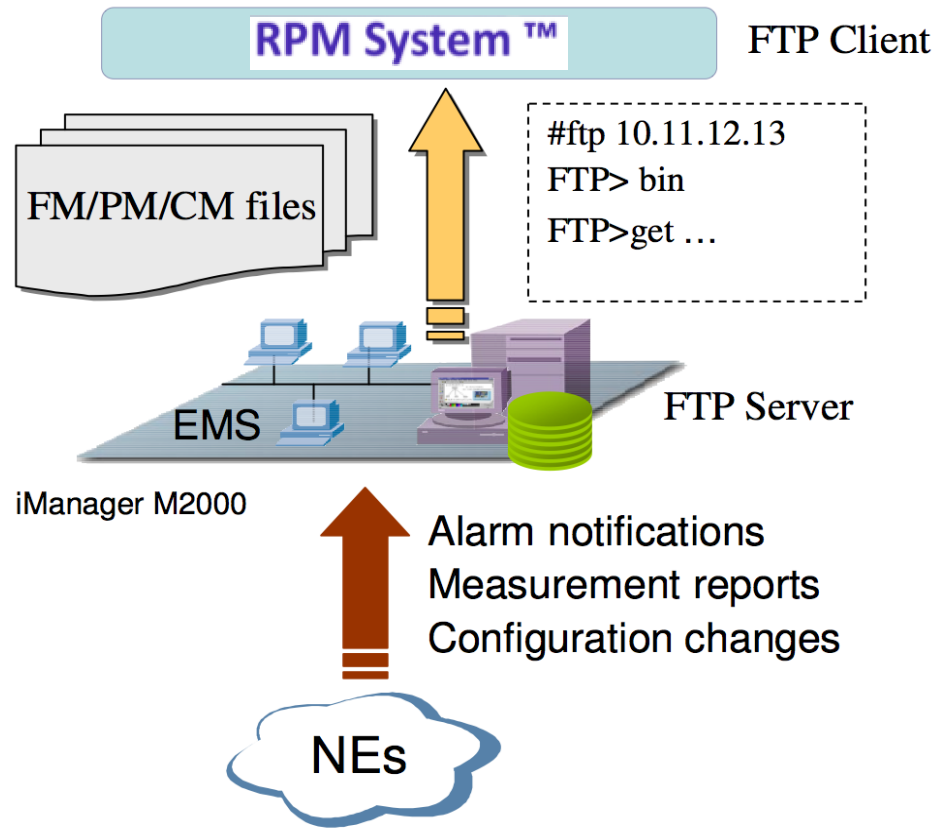 RPM System ™
FTP Client
FM/PM/CM files
#ftp 10.11.12.13
FTP> bin
FTP>get …
EMS
FTP Server
iManager M2000
Alarm notifications
Measurement reports
Configuration changes
NEs